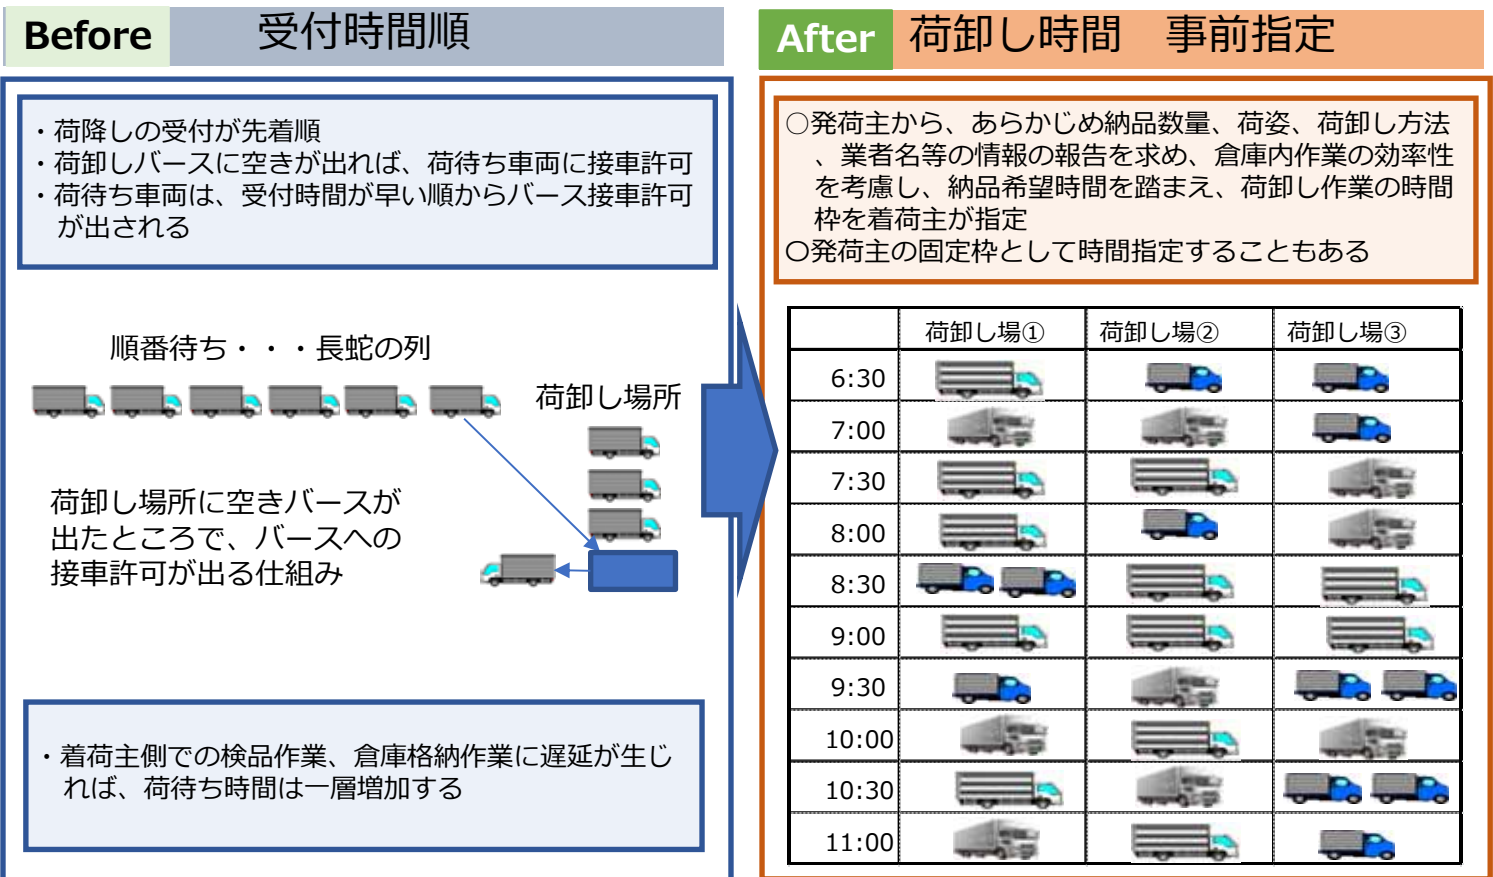 Before 受付時間順
・荷降しの受付が先着順
・荷卸しバースに空きが出れば、荷待ち車両に接車許可
・荷待ち車両は、受付時間が早い順からバース接車許可
が出される
順番待ち・・・長蛇の列
荷卸し場所
荷卸し場所に空きバースが
出たところで、バースへの
接車許可が出る仕組み
・着荷主側での検品作業、倉庫格納作業に遅延が生じ
れば、荷待ち時間は一層増加する
After 荷卸し時間 事前指定
○発荷主から、あらかじめ納品数量、荷姿、荷卸し方法
、業者名等の情報の報告を求め、倉庫内作業の効率性
を考慮し、納品希望時間を踏まえ、荷卸し作業の時間
枠を着荷主が指定
〇発荷主の固定枠として時間指定することもある
荷卸し場① 荷卸し場② 荷卸し場③
6:30
7:00
7:30
8:00
8:30
9:00
9:30
10:00
10:30
11:00